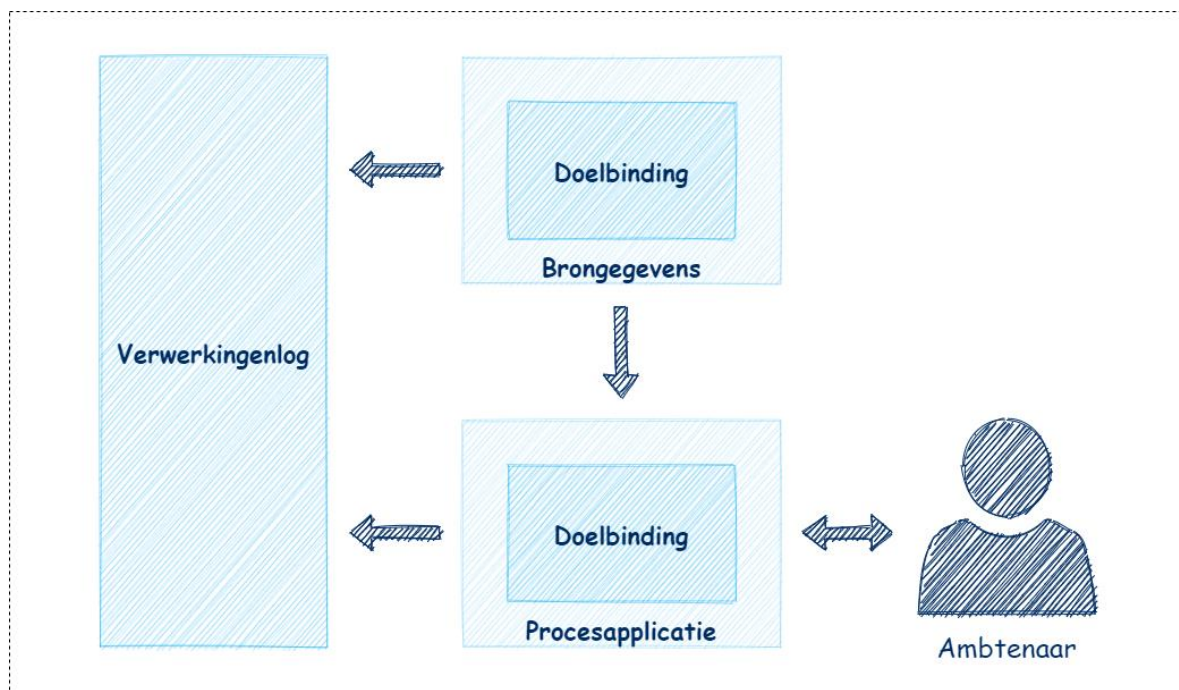 Doelbinding
Brongegevens
Verwerkingenlog
Doelbinding
Procesapplicatie
Ambtenaar